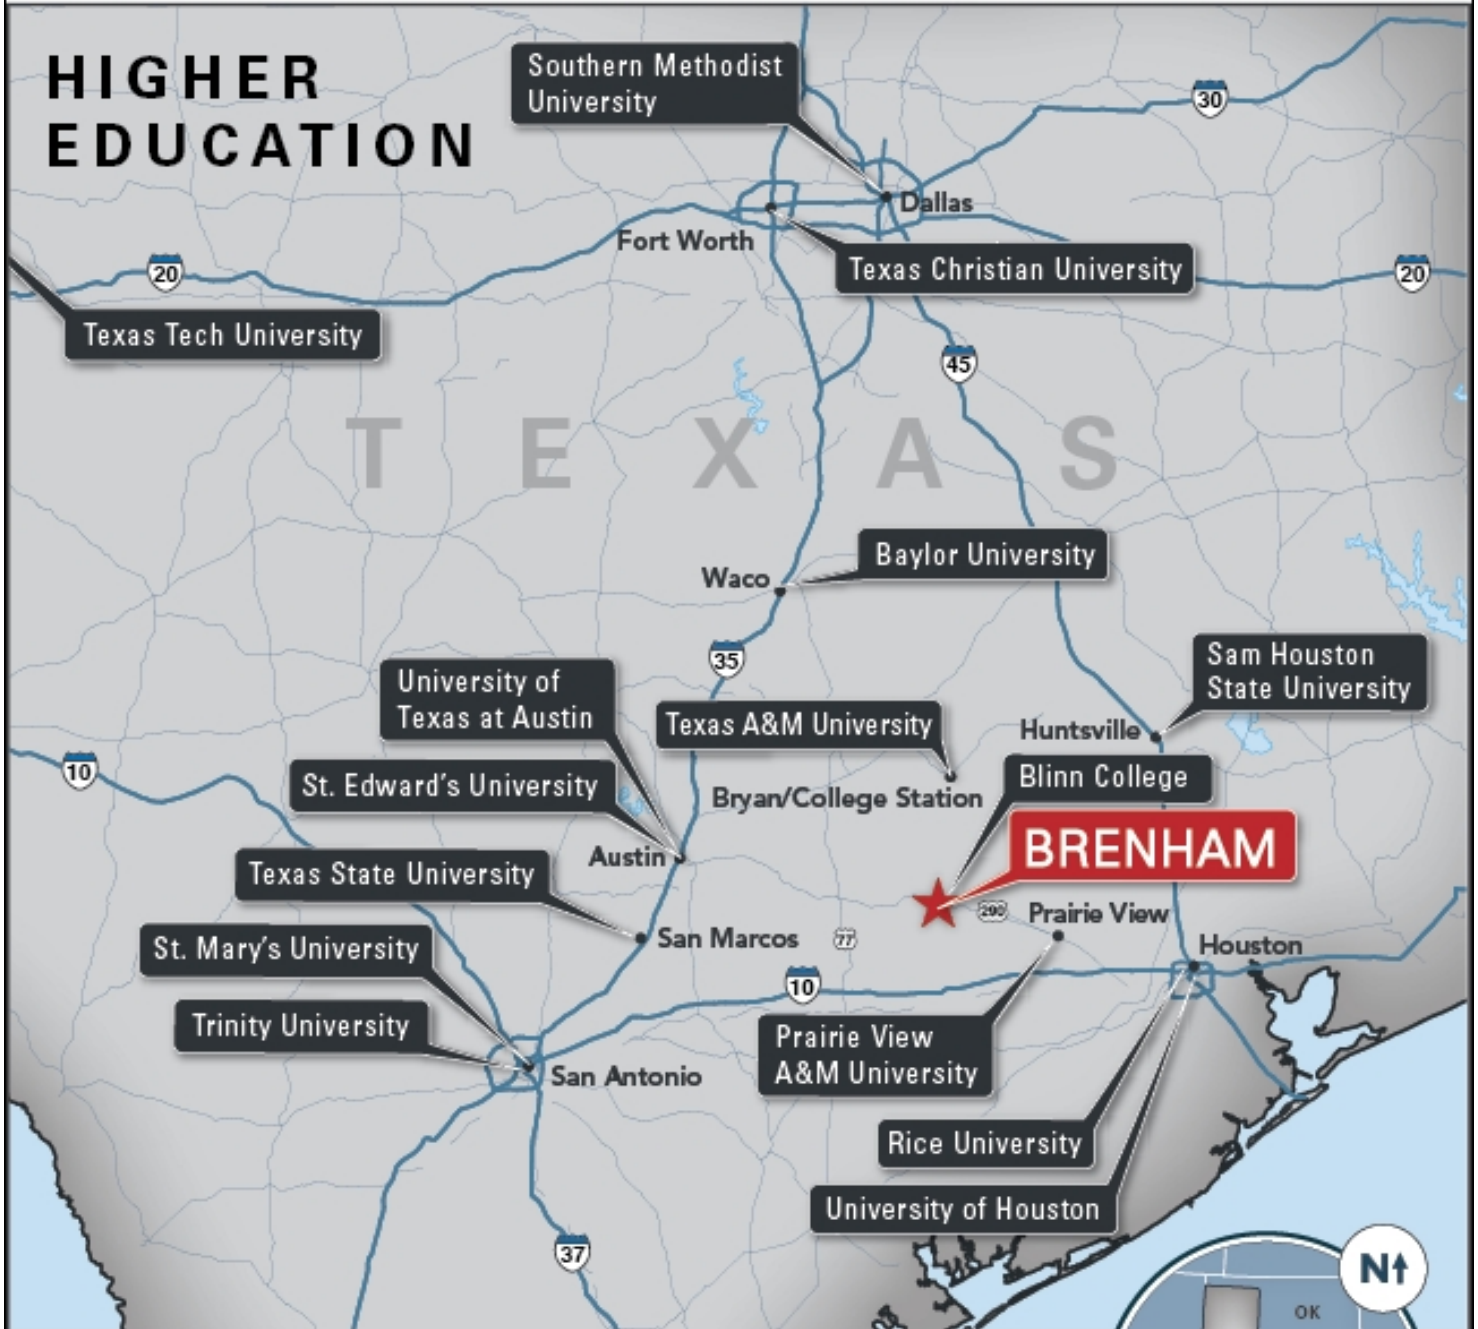 HIGHER
EDUCATION
Southern Methodist
University
30
Dallas
Fort Worth
Texas Christian University
20
20
Texas Tech University
45
T E X A S
Baylor University
Waco
35
Sam Houston
State University
University of
Texas at Austin
Texas A&M University
Huntsville
10
Blinn College
St. Edward's University
Bryan/College Station
BRENHAM
Austin
Texas State University
290
Prairie View
San Marcos
77
Houston
St. Mary's University
10
Trinity University
Prairie View
A&M University
San Antonio
Rice University
University of Houston
37
N
OK